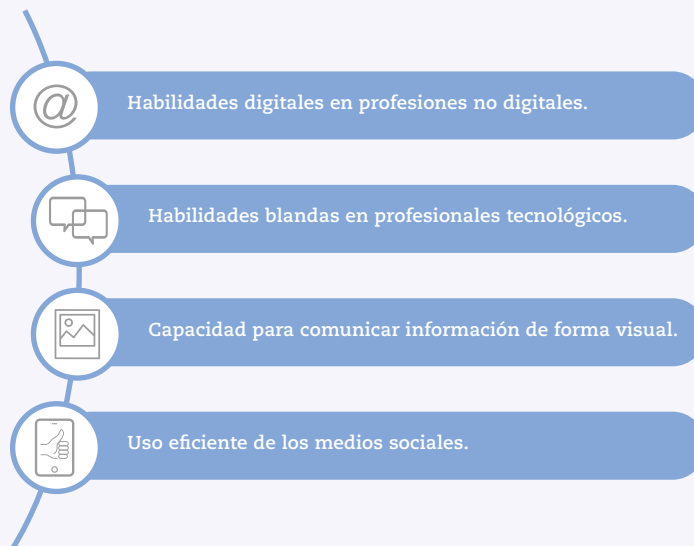 @
Habilidades digitales en profesiones no digitales.
Habilidades blandas en profesionales tecnológicos.
Capacidad para comunicar información de forma visual.
Uso eficiente de los medios sociales.